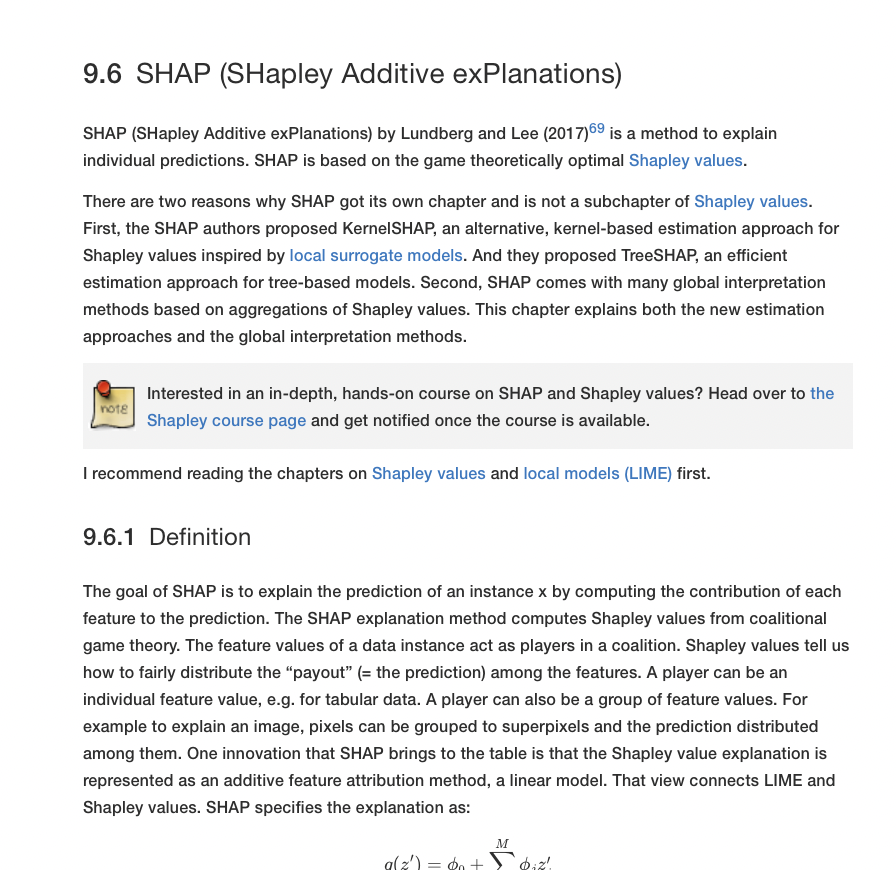 9.6 SHAP (SHapley Additive exPlanations)
SHAP (SHapley Additive exPlanations) by Lundberg and Lee (2017)69 is a method to explain
individual predictions. SHAP is based on the game theoretically optimal Shapley values.
There are two reasons why SHAP got its own chapter and is not a subchapter of Shapley values.
First, the SHAP authors proposed KernelSHAP, an alternative, kernel-based estimation approach for
Shapley values inspired by local surrogate models. And they proposed TreeSHAP, an efficient
estimation approach for tree-based models. Second, SHAP comes with many global interpretation
methods based on aggregations of Shapley values. This chapter explains both the new estimation
approaches and the global interpretation methods.
note
Interested in an in-depth, hands-on course on SHAP and Shapley values? Head over to the
Shapley course page and get notified once the course is available.
I recommend reading the chapters on Shapley values and local models (LIME) first.
9.6.1 Definition
The goal of SHAP is to explain the prediction of an instance x by computing the contribution of each
feature to the prediction. The SHAP explanation method computes Shapley values from coalitional
game theory. The feature values of a data instance act as players in a coalition. Shapley values tell us
how to fairly distribute the “payout” (= the prediction) among the features. A player can be an
individual feature value, e.g. for tabular data. A player can also be a group of feature values. For
example to explain an image, pixels can be grouped to superpixels and the prediction distributed
among them. One innovation that SHAP brings to the table is that the Shapley value explanation is
represented as an additive feature attribution method, a linear model. That view connects LIME and
Shapley values. SHAP specifies the explanation as:
g(z′) = ϕ0 + ∑ M ϕjz′